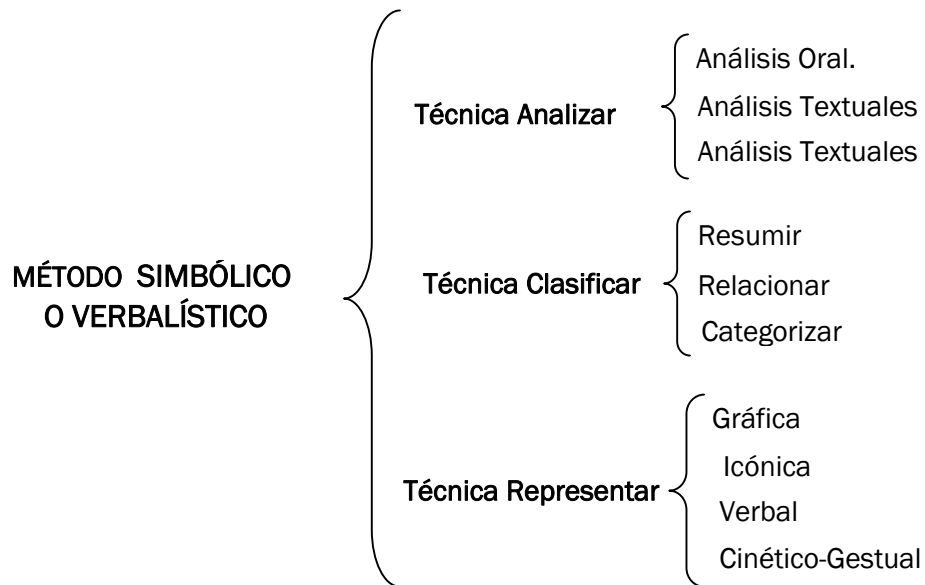 MÉTODO SIMBÓLICO
O VERBALÍSTICO
Técnica Analizar
Análisis Oral.
Análisis Textuales
Análisis Textuales
Técnica Clasificar
Resumir
Relacionar
Categorizar
Técnica Representar
Gráfica
Icónica
Verbal
Cinético-Gestual